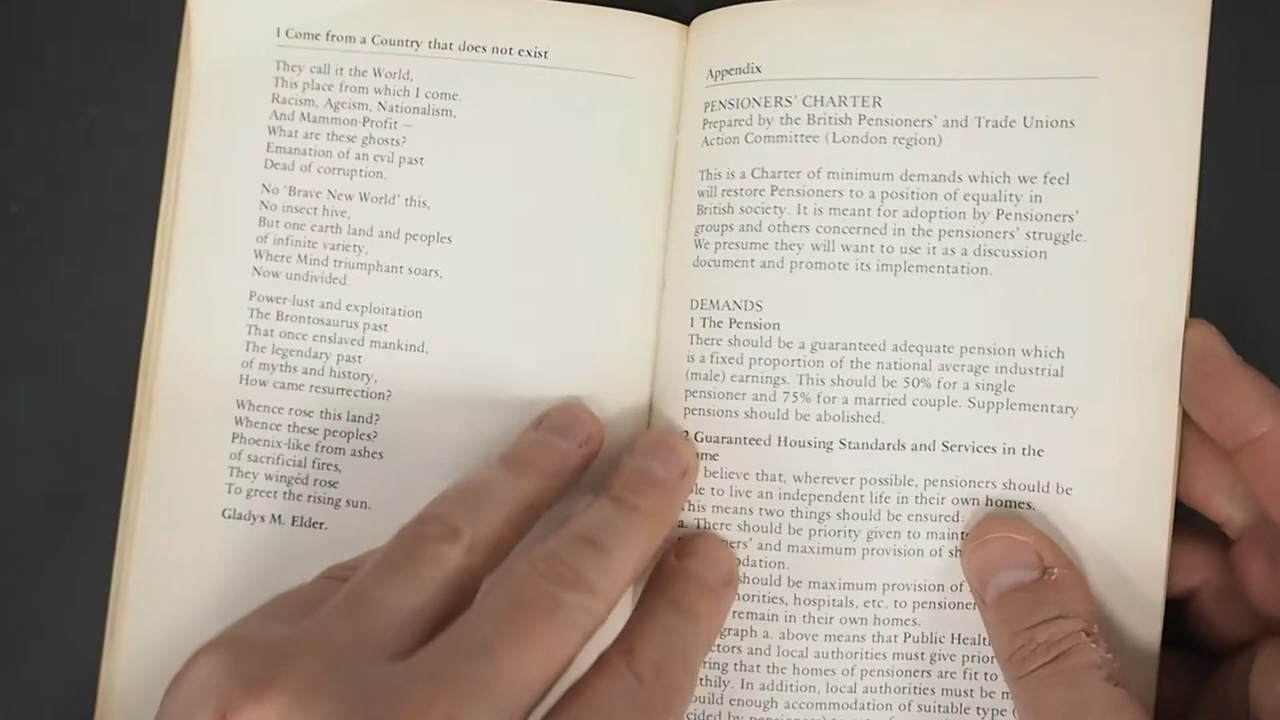 I Come from a Country that does not exist
They call it the World,
This place from which I come.
Racism, Ageism, Nationalism,
And Mammon-Profit —
What are these ghosts?
Emanation of an evil past
Dead of corruption.
No 'Brave New World' this,
No insect hive,
But one earth land and peoples
of infinite variety,
Where Mind triumphant soars,
Now undivided.
Power-lust and exploitation
The Brontosaurus past
That once enslaved mankind,
The legendary past
of myths and history,
How came resurrection?
Whence rose this land?
Whence these peoples?
Phoenix-like from ashes
of sacrificial fires,
They wingéd rose
To greet the rising sun.
Gladys M. Elder.
Appendix
PENSIONERS' CHARTER
Prepared by the British Pensioners' and Trade Unions
Action Committee (London region)
This is a Charter of minimum demands which we feel
will restore Pensioners to a position of equality in
British society. It is meant for adoption by Pensioners'
groups and others concerned in the pensioners' struggle.
We presume they will want to use it as a discussion
document and promote its implementation.
DEMANDS
1 The Pension
There should be a guaranteed adequate pension which
is a fixed proportion of the national average industrial
(male) earnings. This should be 50% for a single
pensioner and 75% for a married couple. Supplementary
pensions should be abolished.
2 Guaranteed Housing Standards and Services in the
believe that, wherever possible, pensioners should be
to live an independent life in their own homes.
This means two things should be ensured:
a. There should be priority given to
and maximum provision of
should be maximum provision of
hospitals, etc. to
remain in their own homes.
a. above means that Public
and local authorities must give
that the homes of pensioners are fit to
In addition, local authorities must be
enough accommodation of suitable type (